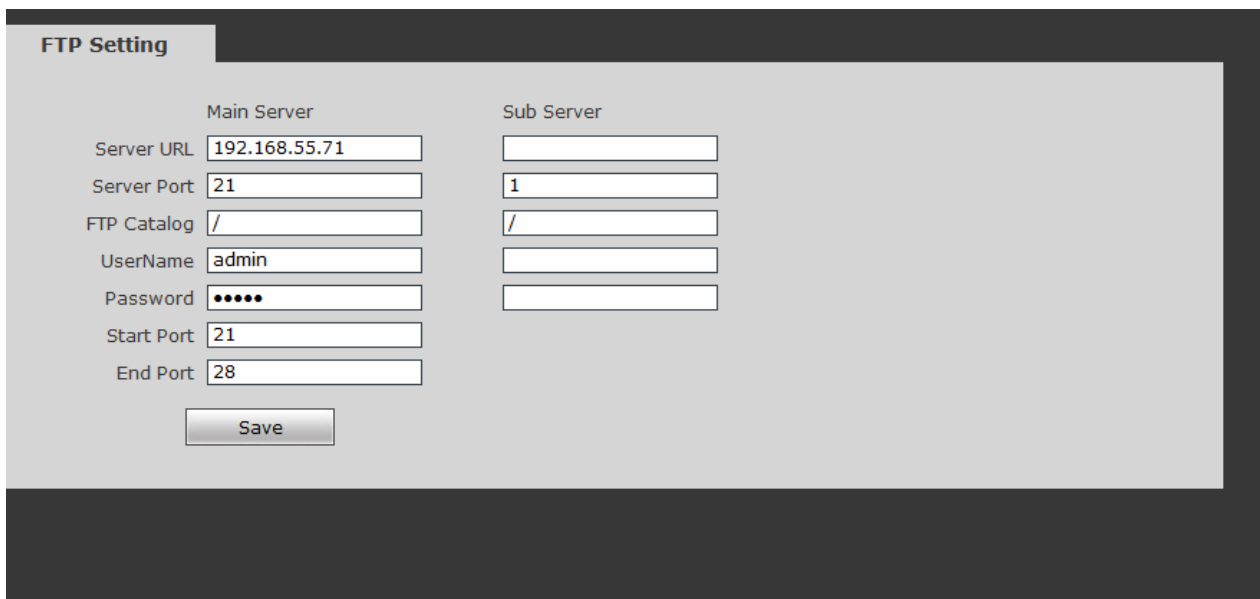 FTP Setting
Main Server Sub Server
Server URL 192.168.55.71
Server Port 21 1
FTP Catalog / /
UserName admin
Password •••••
Start Port 21
End Port 28
Save